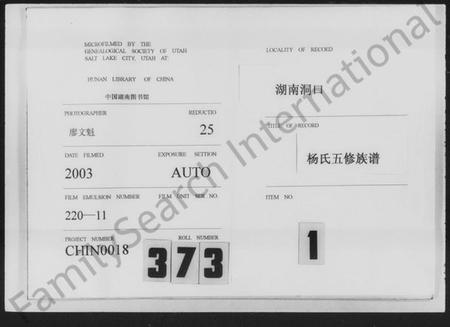 MICROFILMED BY THE
GENEALOGICAL SOCIETY OF UTAH
SALT LAKE CITY, UTAH AT:
HUNAN LIBRARY OF CHINA
中国湖南图书馆
PHOTOGRAPHER
REDUCTIO
廖文魁
25
DATE FILMED
EXPOSURE SETTION
2003
AUTO
FILM EMULSION NUMBER
FILM UNIT SER NO.
220—11
PROJECT NUMBER
ROLL NUMBER
CHIN0018
373
LOCALITY OF RECORD
湖南洞口
TITLE OF RECORD
杨氏五修族谱
ITEM NO.
1
FamilySearch International